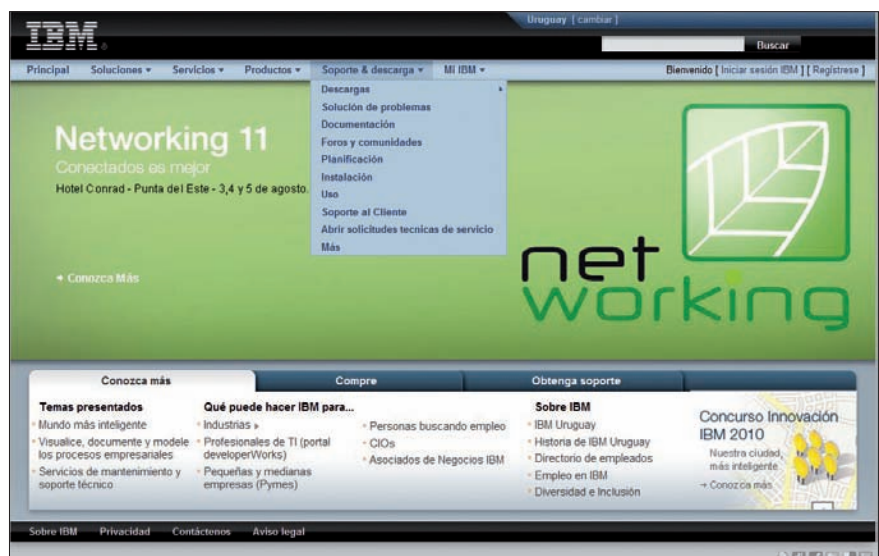 Uruguay [ cambiar ]
IBM
Buscar
Principal Soluciones Servicios Productos Soporte & descarga Mi IBM Bienvenido [ Iniciar sesión IBM ] [ Regístrese ]
Descargas
Solución de problemas
Documentación
Foros y comunidades
Planificación
Instalación
Uso
Soporte al Cliente
Abrir solicitudes tecnicas de servicio
Más
Networking 11
Conectados es mejor
Hotel Conrad - Punta del Este - 3,4 y 5 de agosto.
→ Conozca Más
net
working
Conozca más Compre Obtenga soporte
Temas presentados
Mundo más inteligente
Visualice, documente y modele
los procesos empresariales
Servicios de mantenimiento y
soporte técnico
Qué puede hacer IBM para...
Industrias »
Profesionales de TI (portal
developerWorks)
Pequeñas y medianas
empresas (Pymes)
Personas buscando empleo
CIOs
Asociados de Negocios IBM
Sobre IBM
IBM Uruguay
Historia de IBM Uruguay
Directorio de empleados
Empleo en IBM
Diversidad e Inclusión
Concurso Innovación
IBM 2010
Nuestra ciudad,
más inteligente
→ Conozca más
Sobre IBM Privacidad Contáctenos Aviso legal